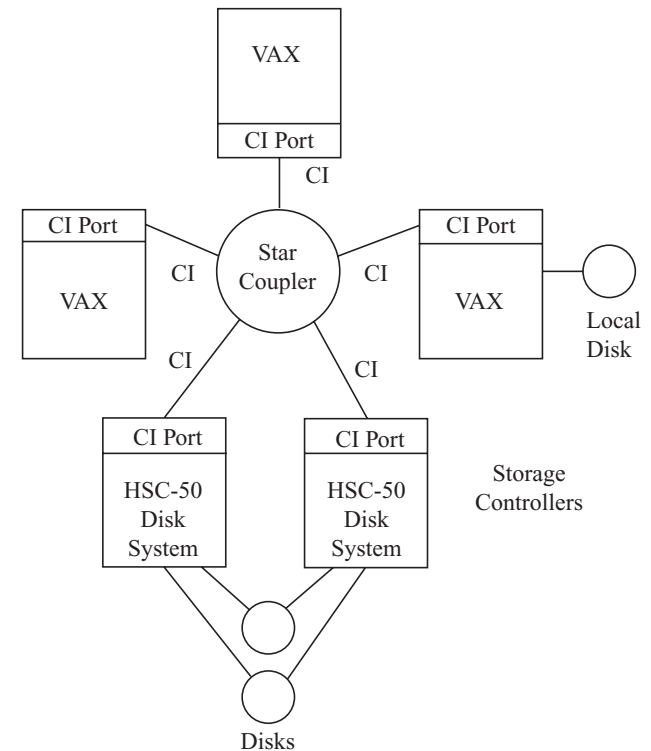 VAX
CI Port
CI
CI Port
VAX
CI
Star
Coupler
CI
CI Port
VAX
Local
Disk
CI
CI
CI Port
HSC-50
Disk
System
CI Port
HSC-50
Disk
System
Storage
Controllers
Disks